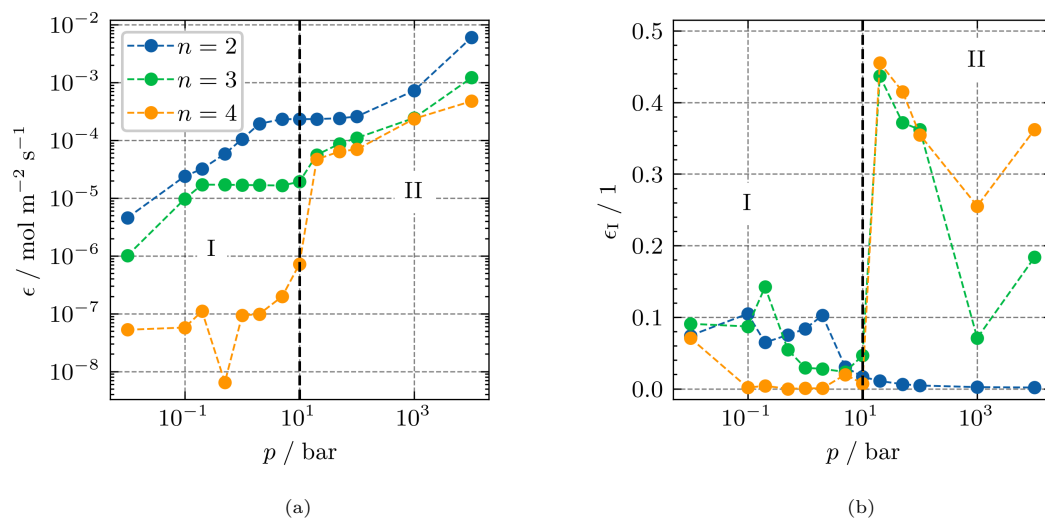 10⁻²
10⁻³
10⁻⁴
10⁻⁵
10⁻⁶
10⁻⁷
10⁻⁸
ϵ / mol m⁻² s⁻¹
n = 2
n = 3
n = 4
I
II
10⁻¹
10¹
10³
p / bar
(a)
0.5
0.4
0.3
0.2
0.1
0.0
ϵ_I / 1
I
II
10⁻¹
10¹
10³
p / bar
(b)